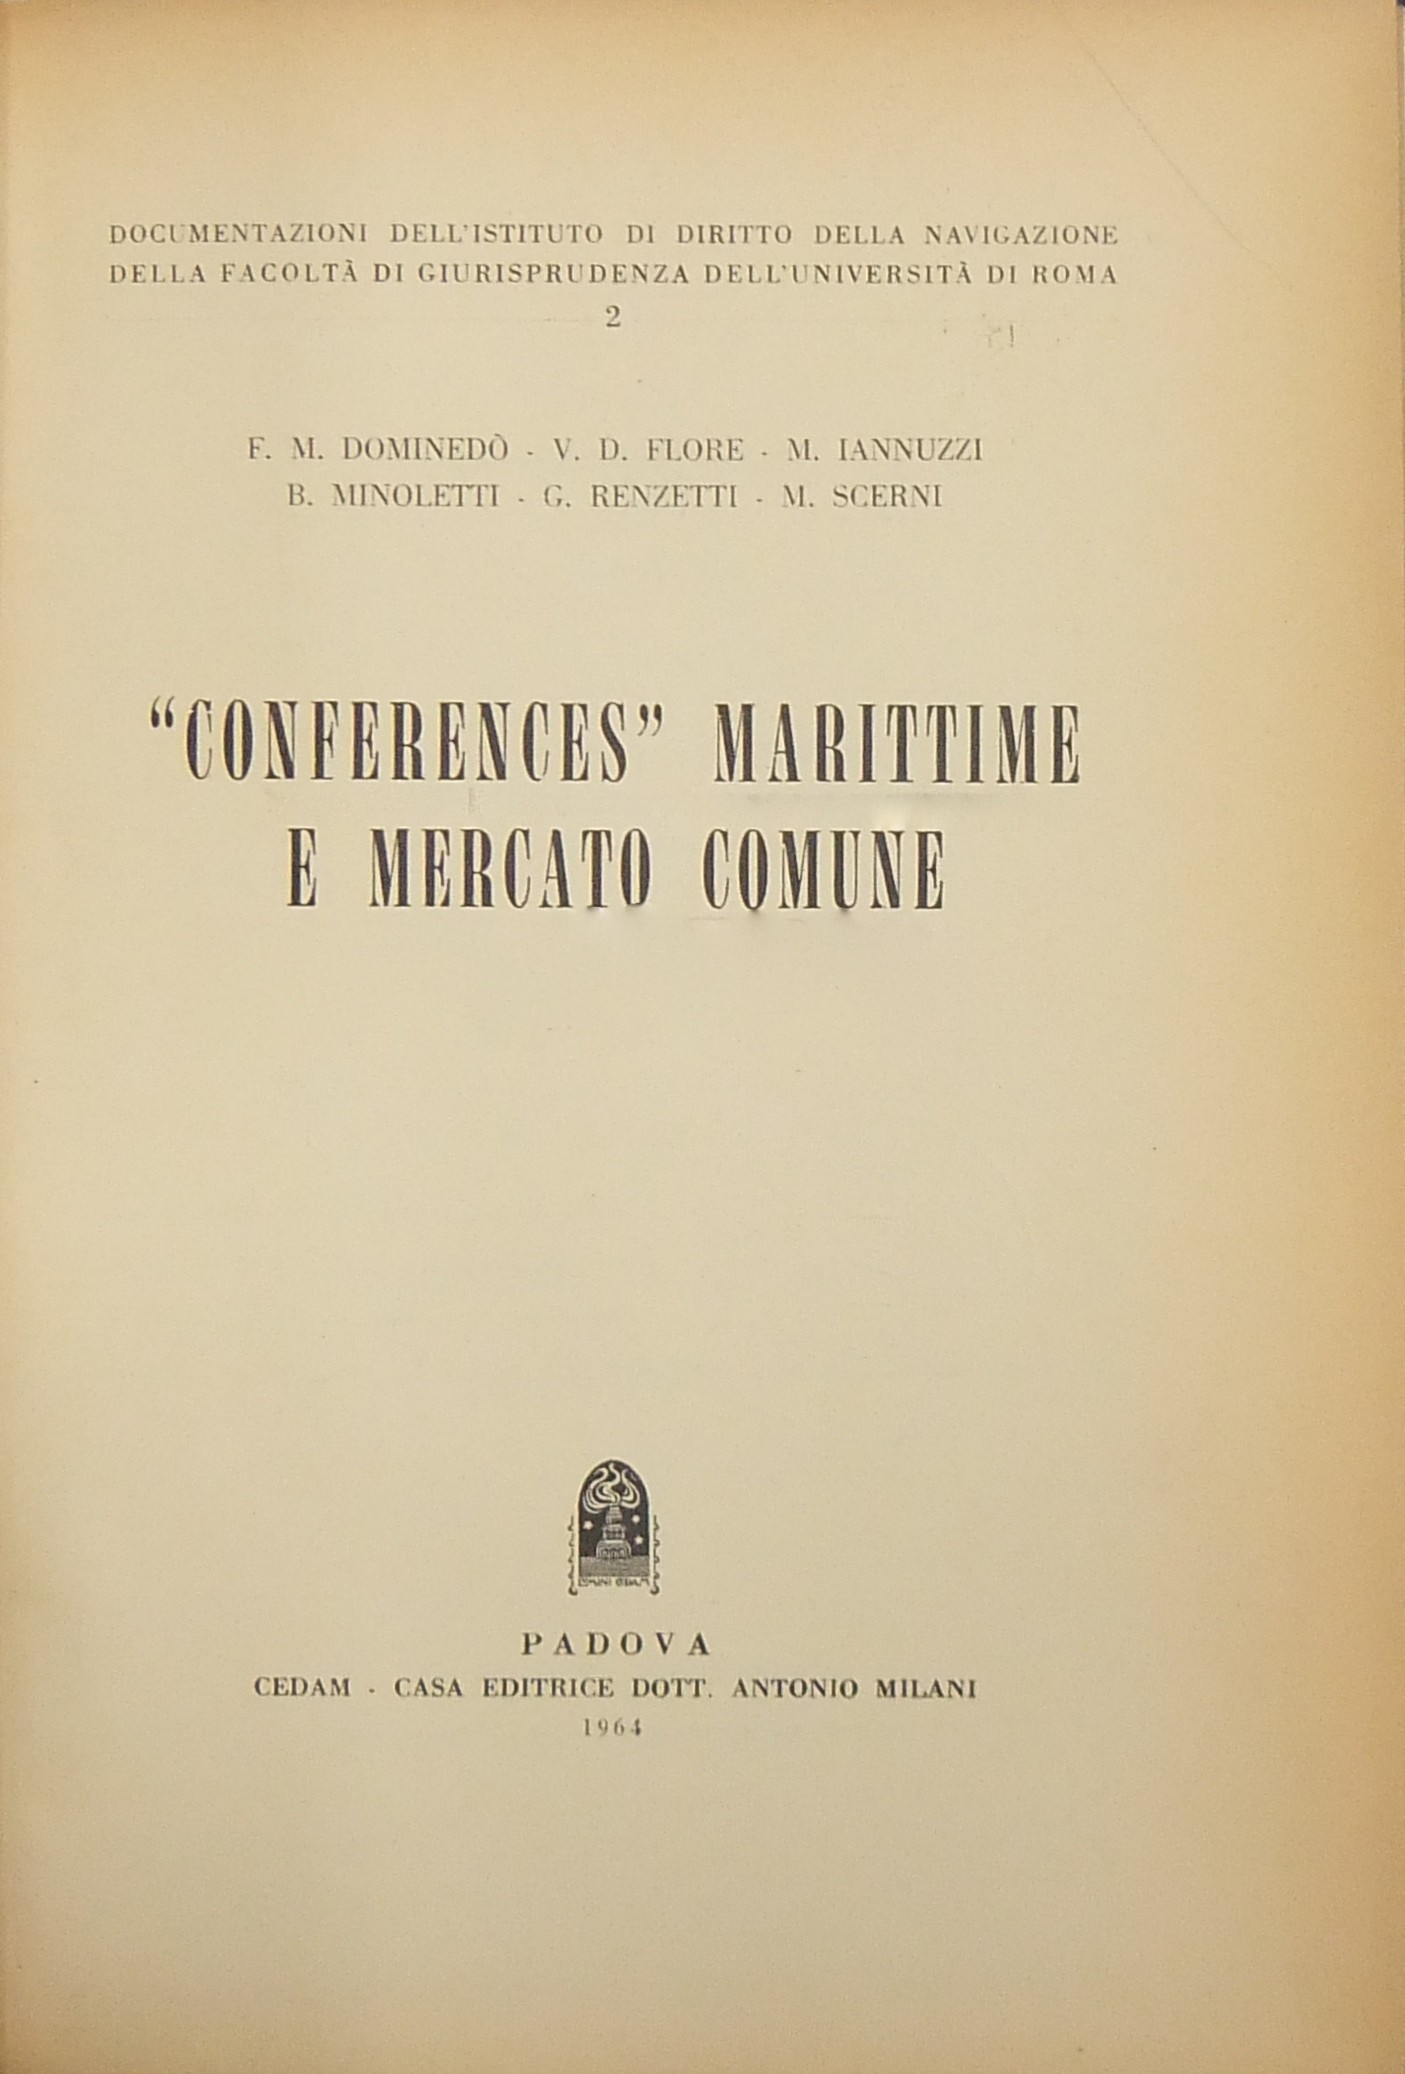 DOCUMENTAZIONI DELL'ISTITUTO DI DIRITTO DELLA NAVIGAZIONE
DELLA FACOLTÀ DI GIURISPRUDENZA DELL'UNIVERSITÀ DI ROMA
2
F. M. DOMINEDÒ - V. D. FLORE - M. IANNUZZI
B. MINOLETTI - G. RENZETTI - M. SCERNI
“CONFERENCES” MARITTIME
E MERCATO COMUNE
PADOVA
CEDAM - CASA EDITRICE DOTT. ANTONIO MILANI
1964